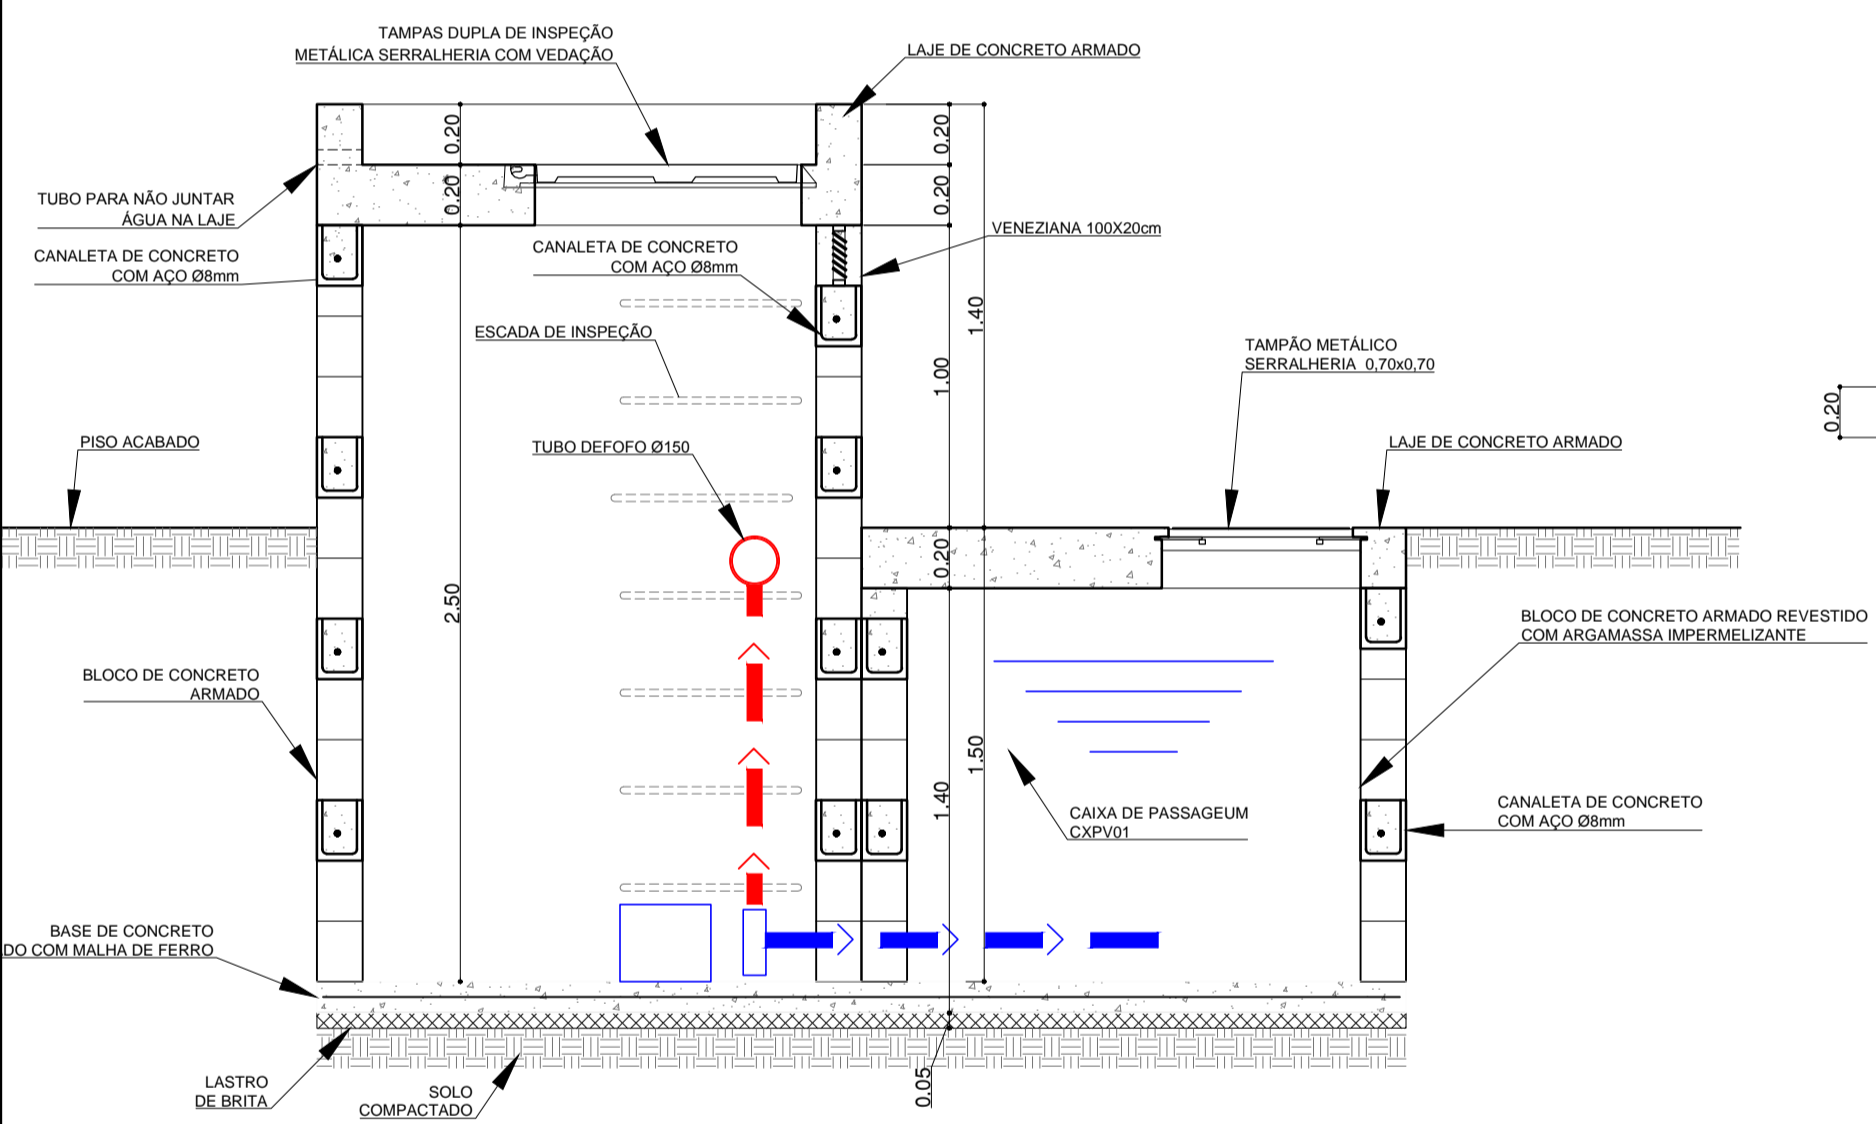 TAMPAS DUPLA DE INSPEÇÃO
METÁLICA SERRALHERIA COM VEDAÇÃO
LAJE DE CONCRETO ARMADO
0.20
0.20
0.20
0.20
TUBO PARA NÃO JUNTAR
ÁGUA NA LAJE
CANALETA DE CONCRETO
COM AÇO Ø8mm
CANALETA DE CONCRETO
COM AÇO Ø8mm
VENEZIANA 100X20cm
ESCADA DE INSPEÇÃO
1.40
1.00
TAMPÃO METÁLICO
SERRALHERIA 0,70x0,70
0.20
PISO ACABADO
TUBO DEFOFO Ø150
LAJE DE CONCRETO ARMADO
0.20
2.50
BLOCO DE CONCRETO ARMADO REVESTIDO
COM ARGAMASSA IMPERMELIZANTE
BLOCO DE CONCRETO
ARMADO
1.50
1.40
CAIXA DE PASSAGEUM
CXPV01
CANALETA DE CONCRETO
COM AÇO Ø8mm
BASE DE CONCRETO
DO COM MALHA DE FERRO
LASTRO
DE BRITA
SOLO
COMPACTADO
0.05